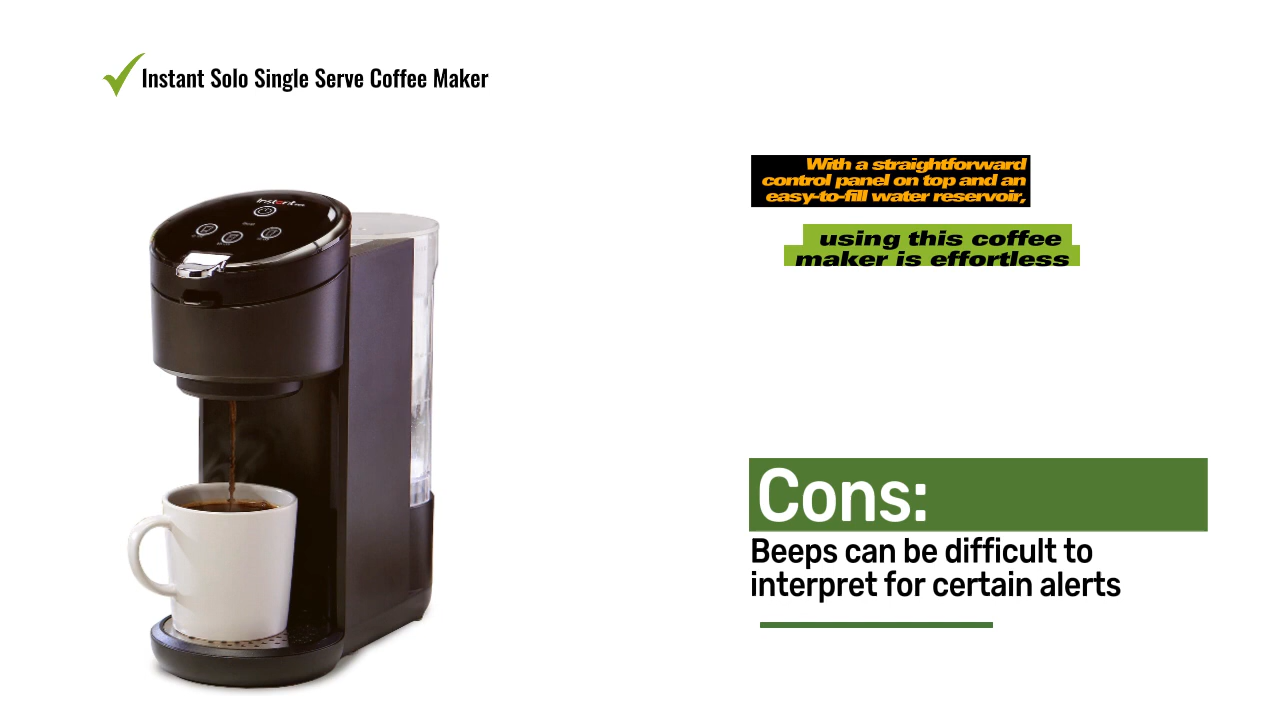 Instant Solo Single Serve Coffee Maker
With a straightforward
control panel on top and an
easy-to-fill water reservoir,
using this coffee
maker is effortless
Instant
Cons:
Beeps can be difficult to
interpret for certain alerts